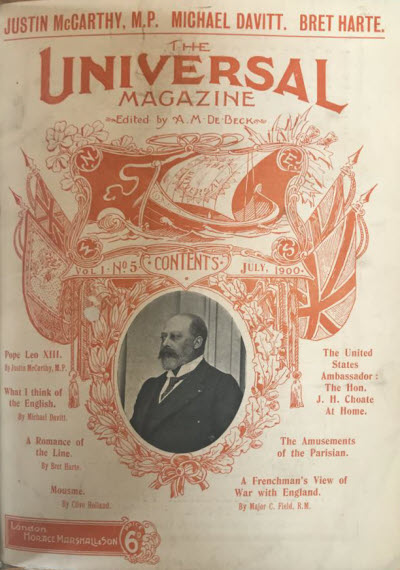 JUSTIN McCARTHY, M.P. MICHAEL DAVITT. BRET HARTE.
THE
UNIVERSAL
MAGAZINE
Edited by A.M. DE BECK
N
E
W
S
VOL 1. No 5. CONTENTS. JULY, 1900.
Pope Leo XIII.
By Justin McCarthy, M.P.
What I think of
the English.
By Michael Davitt.
A Romance of
the Line.
By Bret Harte.
Mousmé.
By Clive Holland.
The United
States
Ambassador:
The Hon.
J. H. Choate
At Home.
The Amusements
of the Parisian.
A Frenchman's View of
War with England.
By Major C. Field, R.M.
London
HORACE MARSHALL & SON
6D